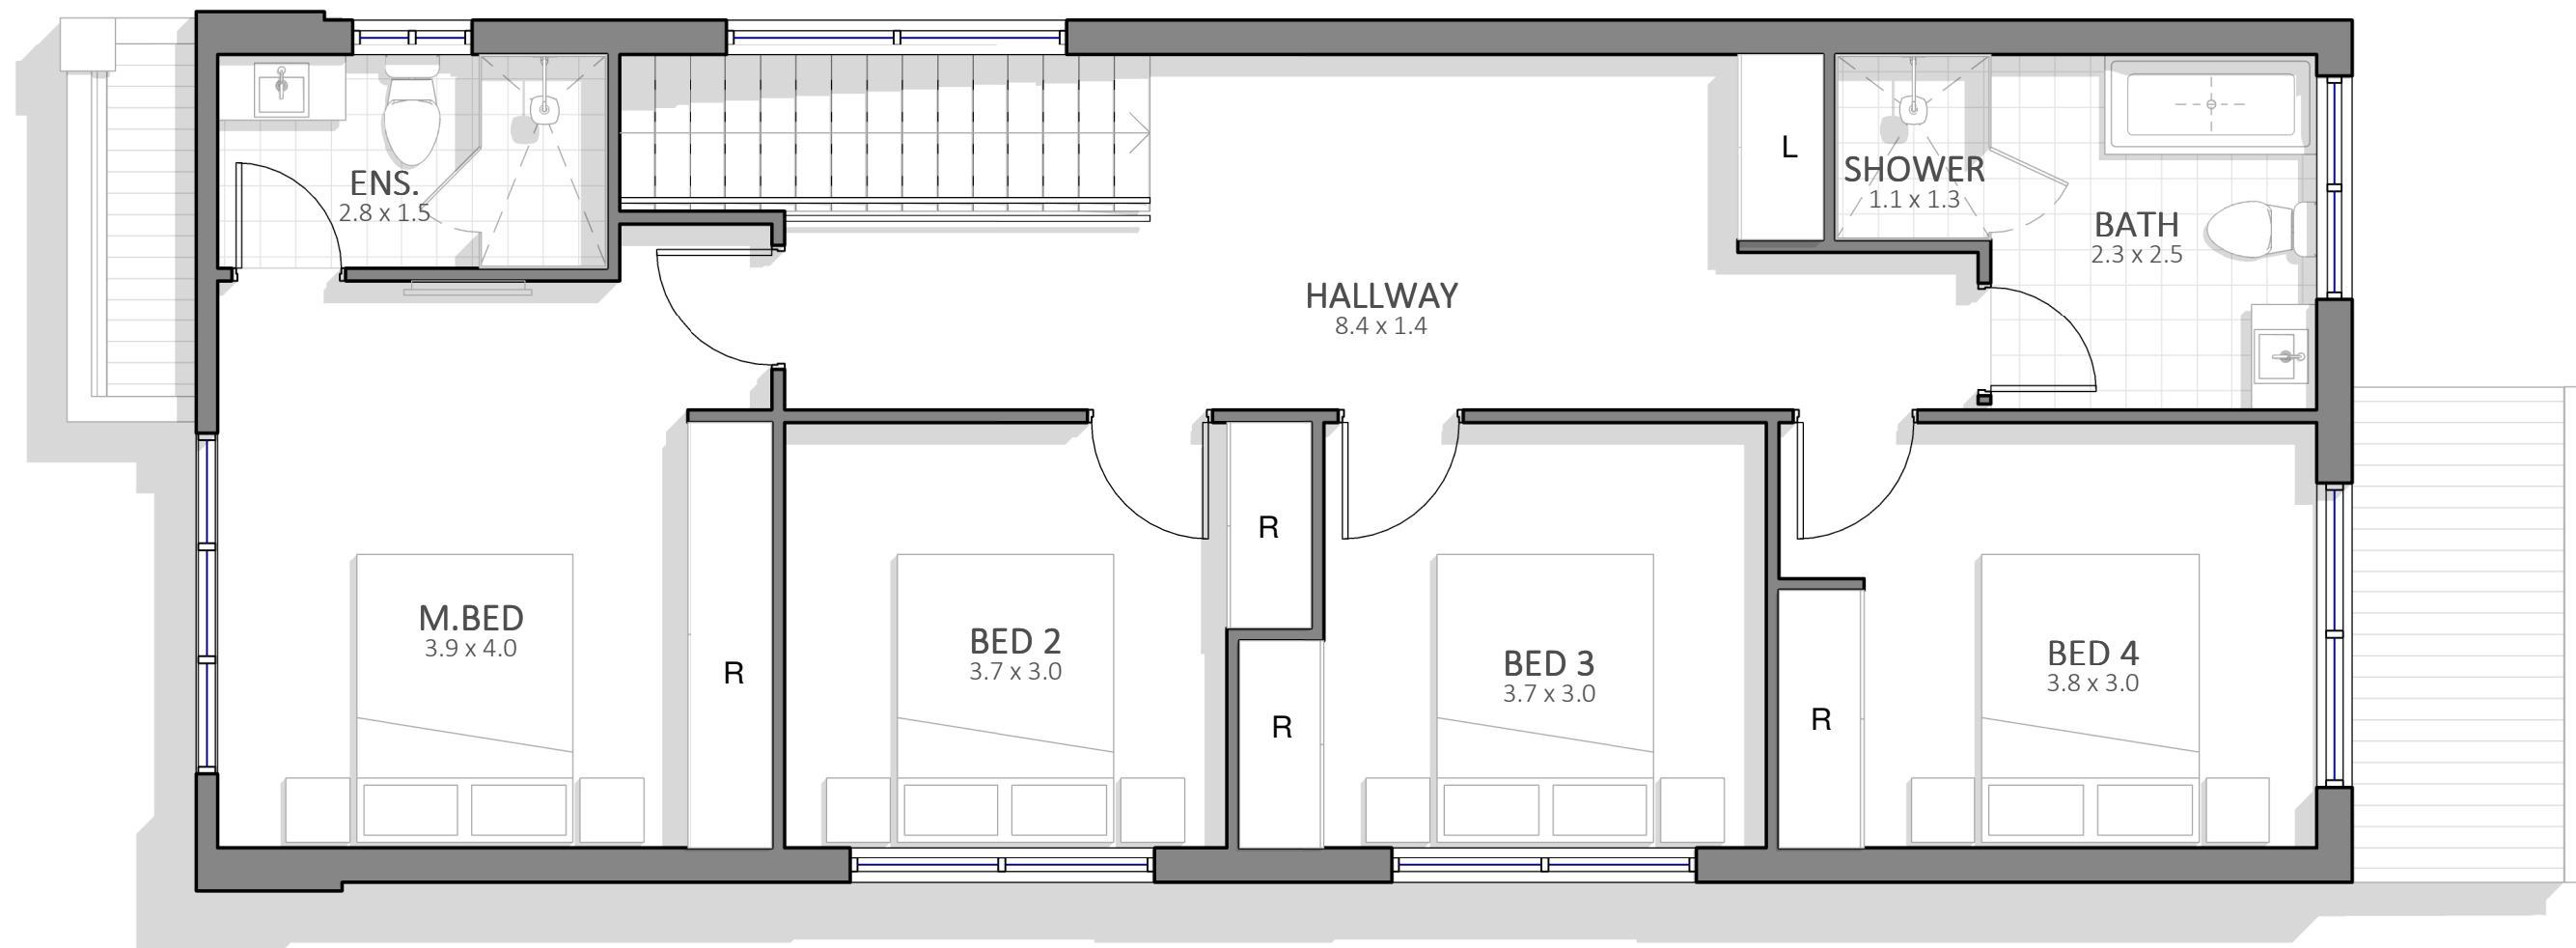 ENS.
2.8 x 1.5
L
SHOWER
1.1 x 1.3
BATH
2.3 x 2.5
HALLWAY
8.4 x 1.4
M.BED
3.9 x 4.0
R
BED 2
3.7 x 3.0
R
R
BED 3
3.7 x 3.0
R
BED 4
3.8 x 3.0